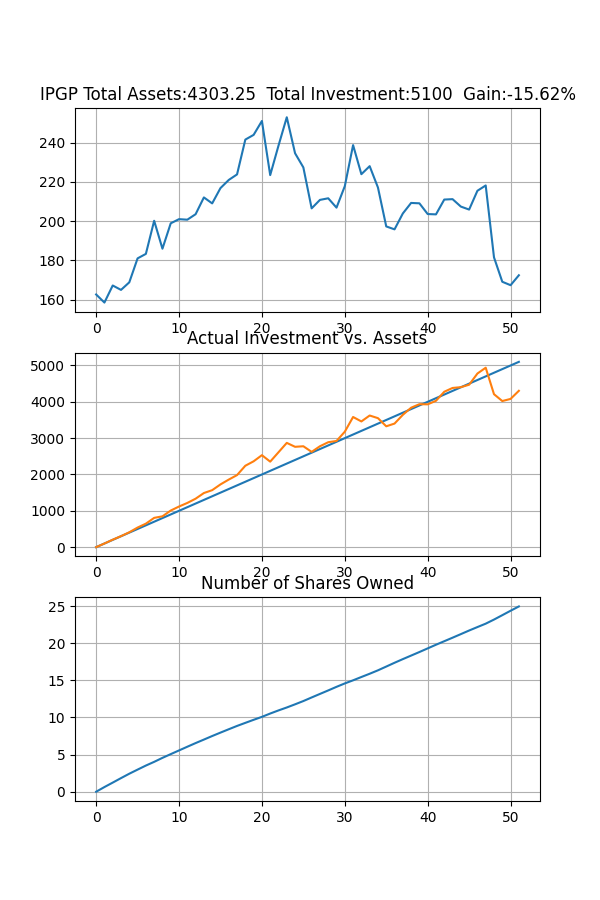 IPGP Total Assets:4303.25  Total Investment:5100  Gain:-15.62%
240
220
200
180
160
0 10 20 30 40 50
Actual Investment vs. Assets
5000
4000
3000
2000
1000
0
0 10 20 30 40 50
Number of Shares Owned
25
20
15
10
5
0
0 10 20 30 40 50